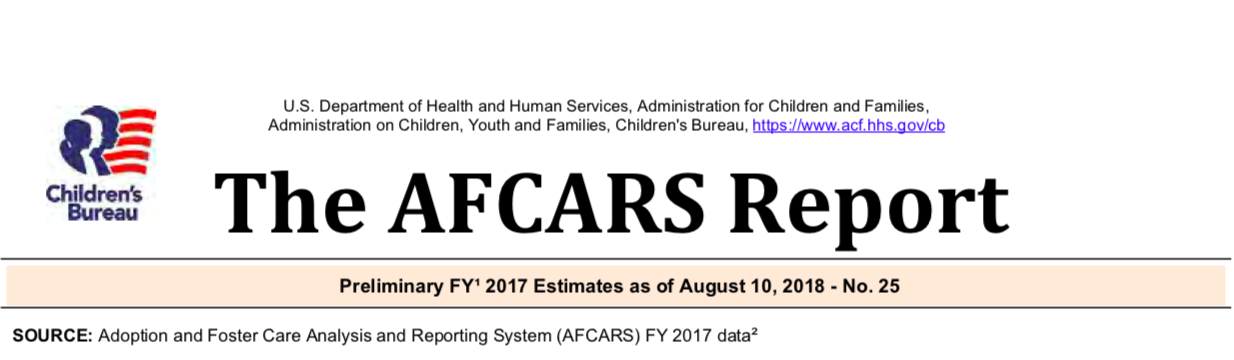 U.S. Department of Health and Human Services, Administration for Children and Families,
Administration on Children, Youth and Families, Children's Bureau, https://www.acf.hhs.gov/cb
Children's
Bureau
The AFCARS Report
Preliminary FY¹ 2017 Estimates as of August 10, 2018 - No. 25
SOURCE: Adoption and Foster Care Analysis and Reporting System (AFCARS) FY 2017 data²